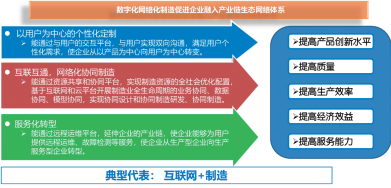 数字化网络化制造促进企业融入产业链生态网络体系
以用户为中心的个性化定制
能通过与用户的交互平台，与用户实现双向沟通，满足用户个
性化需求，使企业从以产品为中心向用户为中心转变。
互联互通，网络化协同制造
能通过资源共享和协同平台，实现制造资源的全社会优化配置，
基于互联网和云平台开展制造业全生命周期的业务协同、数据
协同、模型协同，实现协同设计和协同制造研发、协同制造。
服务化转型
能通过远程运维平台，延伸企业的产业链，使企业能够为用户
提供远程运维、故障检测等服务，使企业从生产型企业向生产
服务型企业转型。
提高产品创新水平
提高质量
提高生产效率
提高经济效益
提高服务能力
典型代表： 互联网+制造